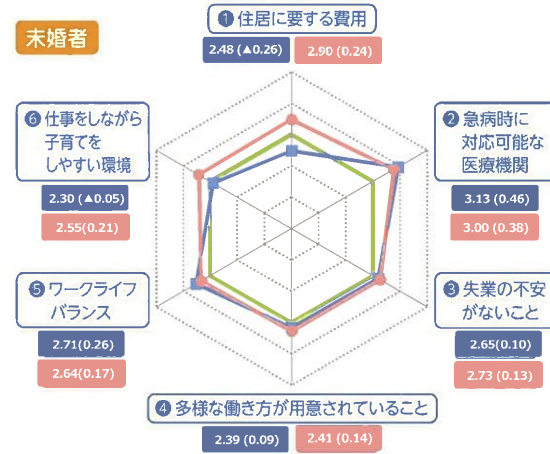 未婚者
❶ 住居に要する費用
2.48 (▲0.26) 2.90 (0.24)
❷ 急病時に
対応可能な
医療機関
3.13 (0.46)
3.00 (0.38)
❸ 失業の不安
がないこと
2.65(0.10)
2.73 (0.13)
❹ 多様な働き方が用意されていること
2.39 (0.09) 2.41 (0.14)
❺ ワークライフ
バランス
2.71(0.26)
2.64(0.17)
❻ 仕事をしながら
子育てを
しやすい環境
2.30 (▲0.05)
2.55(0.21)